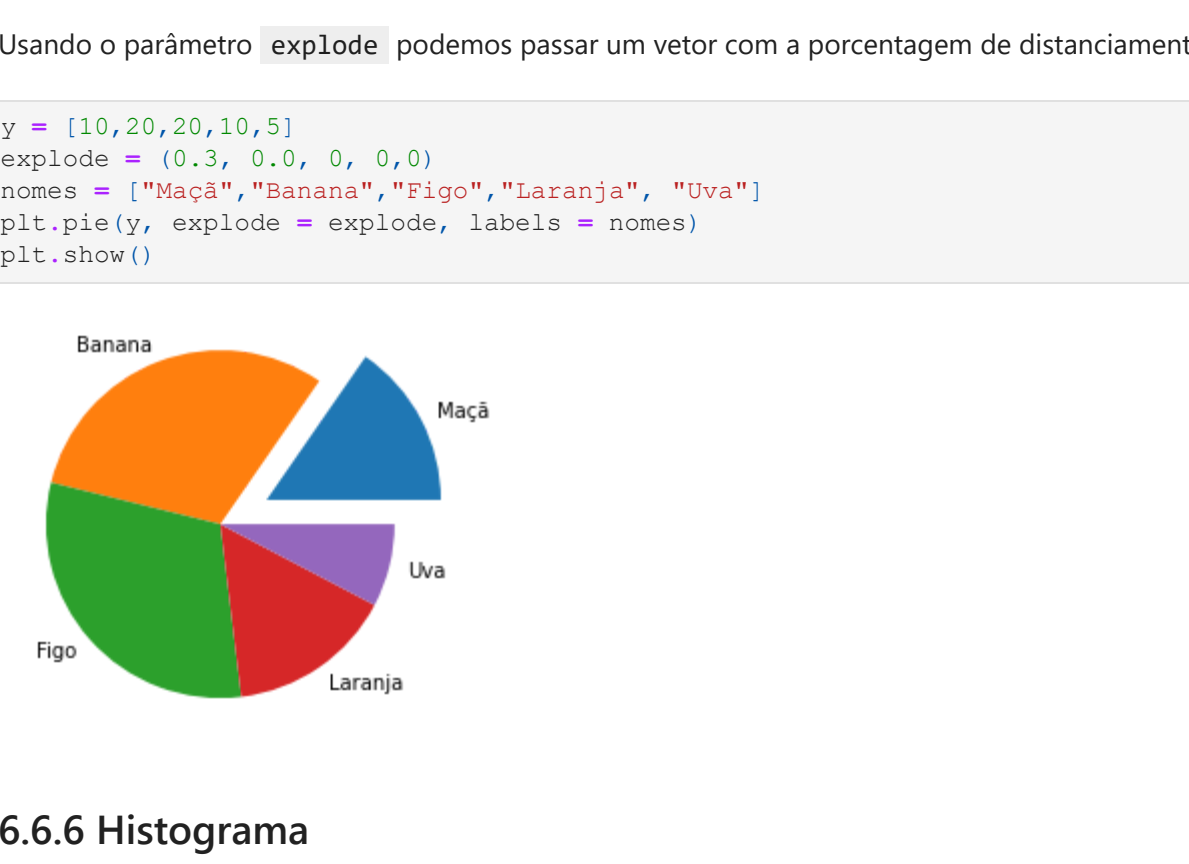 Usando o parâmetro explode podemos passar um vetor com a porcentagem de distanciament
y = [10,20,20,10,5]
explode = (0.3, 0.0, 0, 0,0)
nomes = ["Maçã","Banana","Figo","Laranja", "Uva"]
plt.pie(y, explode = explode, labels = nomes)
plt.show()
Banana
Maçã
Uva
Figo
Laranja
6.6.6 Histograma